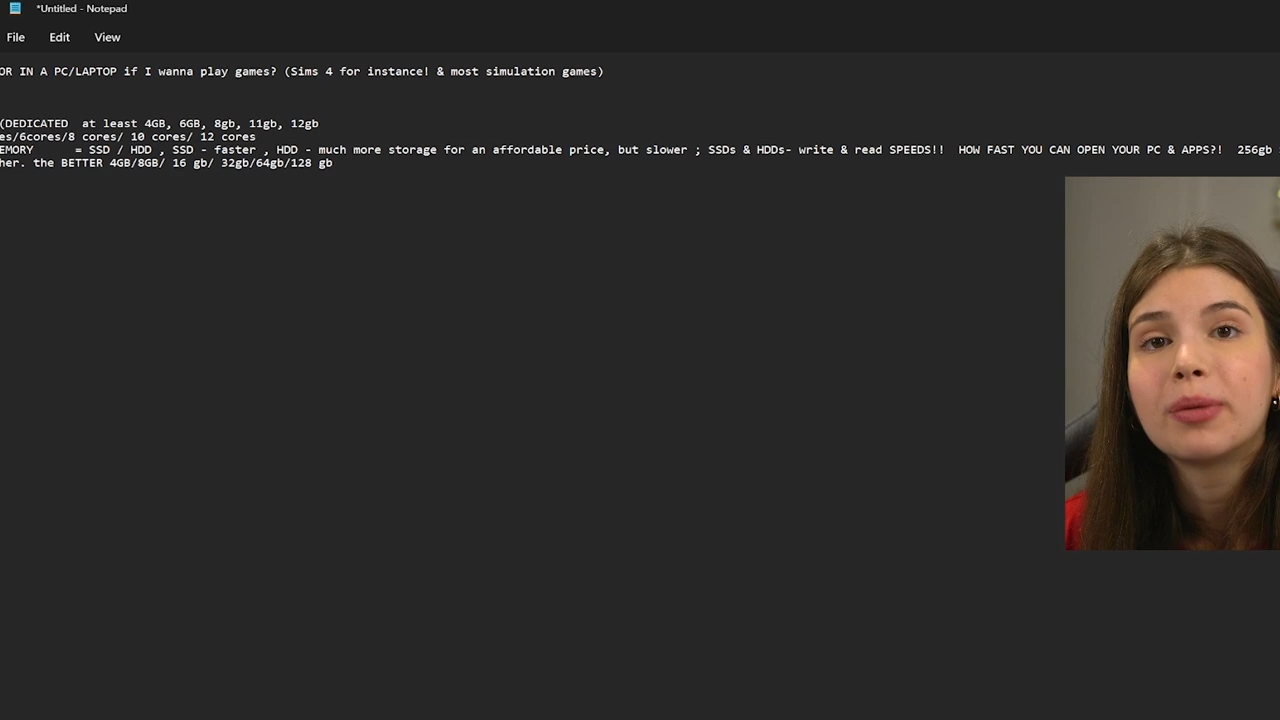 *Untitled - Notepad
File Edit View
OR IN A PC/LAPTOP if I wanna play games? (Sims 4 for instance! & most simulation games)
(DEDICATED at least 4GB, 6GB, 8gb, 11gb, 12gb
es/6cores/8 cores/ 10 cores/ 12 cores
EMORY = SSD / HDD , SSD - faster , HDD - much more storage for an affordable price, but slower ; SSDs & HDDs- write & read SPEEDS!! HOW FAST YOU CAN OPEN YOUR PC & APPS?! 256gb
her. the BETTER 4GB/8GB/ 16 gb/ 32gb/64gb/128 gb